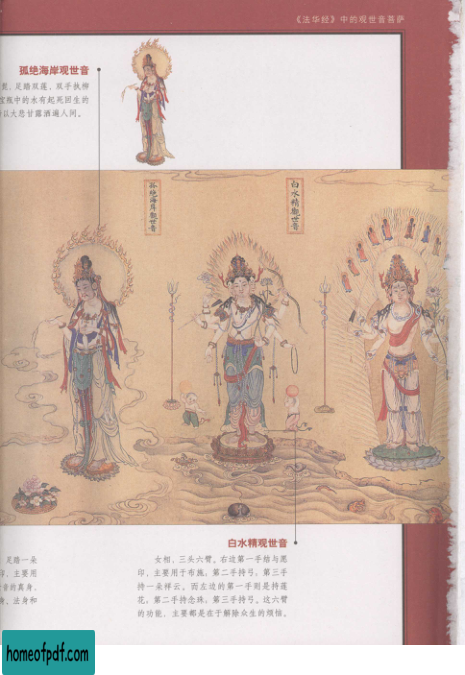 《法华经》中的观世音菩萨
孤绝海岸观世音
里, 足踏双莲, 双手执柳
宝瓶中的水有起死回生的
以大悲甘露洒遍人间。
孤绝海岸观世音
白水精觀世音
白水精观世音
女相, 三头六臂。右边第一手结与愿
印, 主要用于布施, 第二手持弓, 第三手
持一朵祥云。而左边的第一手则是持莲
花, 第二手持念珠, 第三手持弓。这六臂
的功能, 主要都是在于解除众生的烦恼。
足踏一朵
印, 主要用
音的真身、
身、法身和
homeofpdf.com